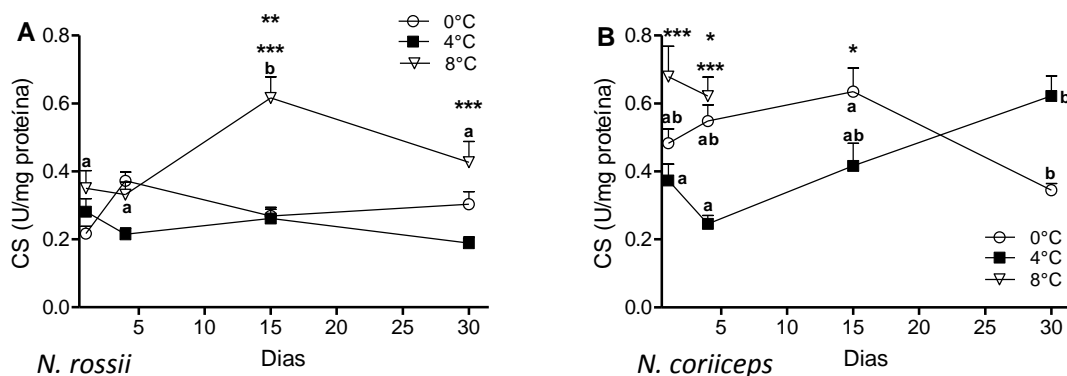 A
0.8
0.6
0.4
0.2
0.0
CS (U/mg proteína)
**
***
b
***
a
a
a
0°C
4°C
8°C
5
10
15
20
25
30
Dias
N. rossii
B
0.8
0.6
0.4
0.2
0.0
CS (U/mg proteína)
***
*
***
*
ab
ab
a
a
a
ab
b
b
0°C
4°C
8°C
5
10
15
20
25
30
Dias
N. coriiceps